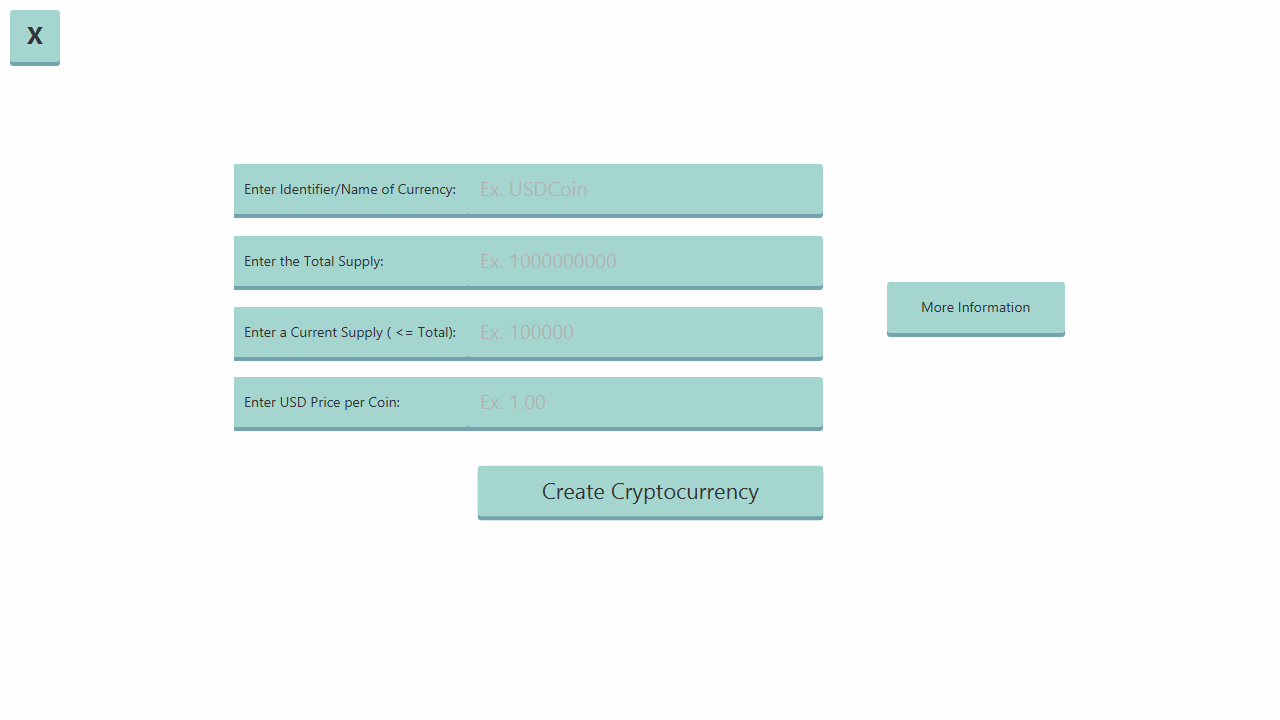 X
Enter Identifier/Name of Currency: Ex. USDCoin
Enter the Total Supply: Ex. 1000000000
More Information
Enter a Current Supply ( <= Total): Ex. 100000
Enter USD Price per Coin: Ex. 1.00
Create Cryptocurrency